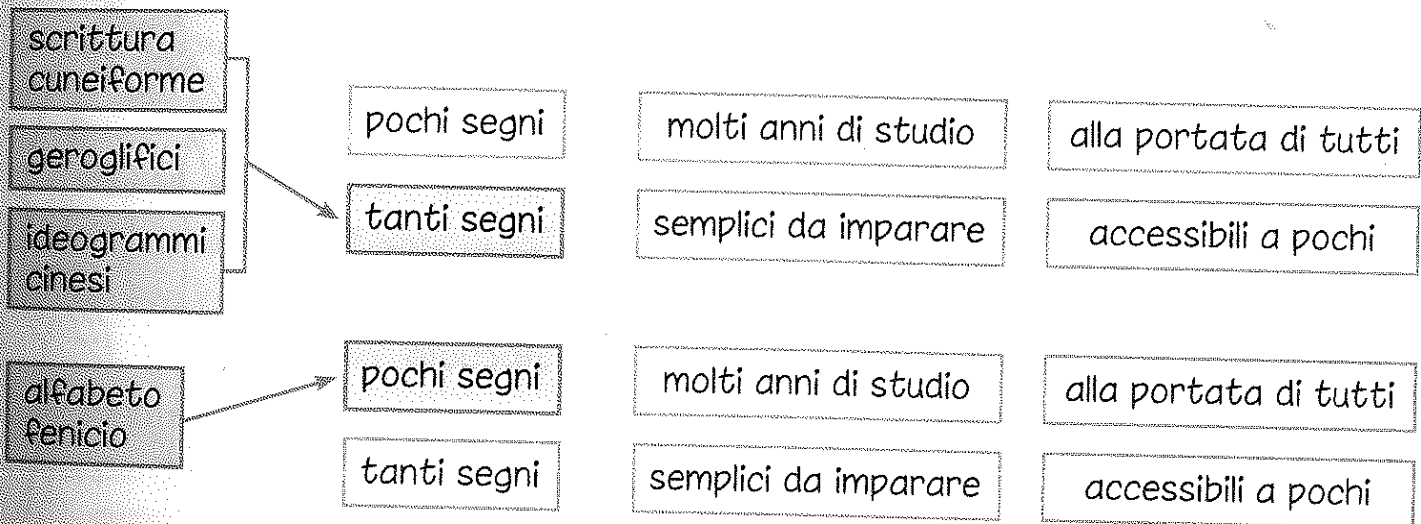 scrittura
cuneiforme
geroglifici
ideogrammi
cinesi
pochi segni
molti anni di studio
alla portata di tutti
tanti segni
semplici da imparare
accessibili a pochi
alfabeto
fenicio
pochi segni
molti anni di studio
alla portata di tutti
tanti segni
semplici da imparare
accessibili a pochi